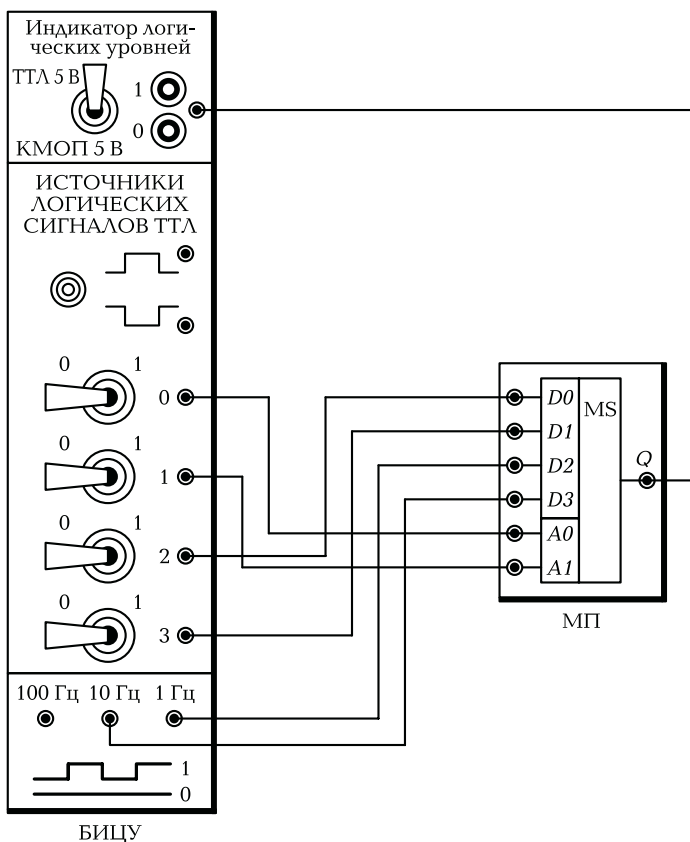 Индикатор логи-
ческих уровней
ТТЛ 5 В
1
0
КМОП 5 В
ИСТОЧНИКИ
ЛОГИЧЕСКИХ
СИГНАЛОВ ТТЛ
0 1
0
0 1
1
0 1
2
0 1
3
100 Гц 10 Гц 1 Гц
1
0
БИЦУ
D0
MS
D1
D2
D3
A0
A1
Q
МП